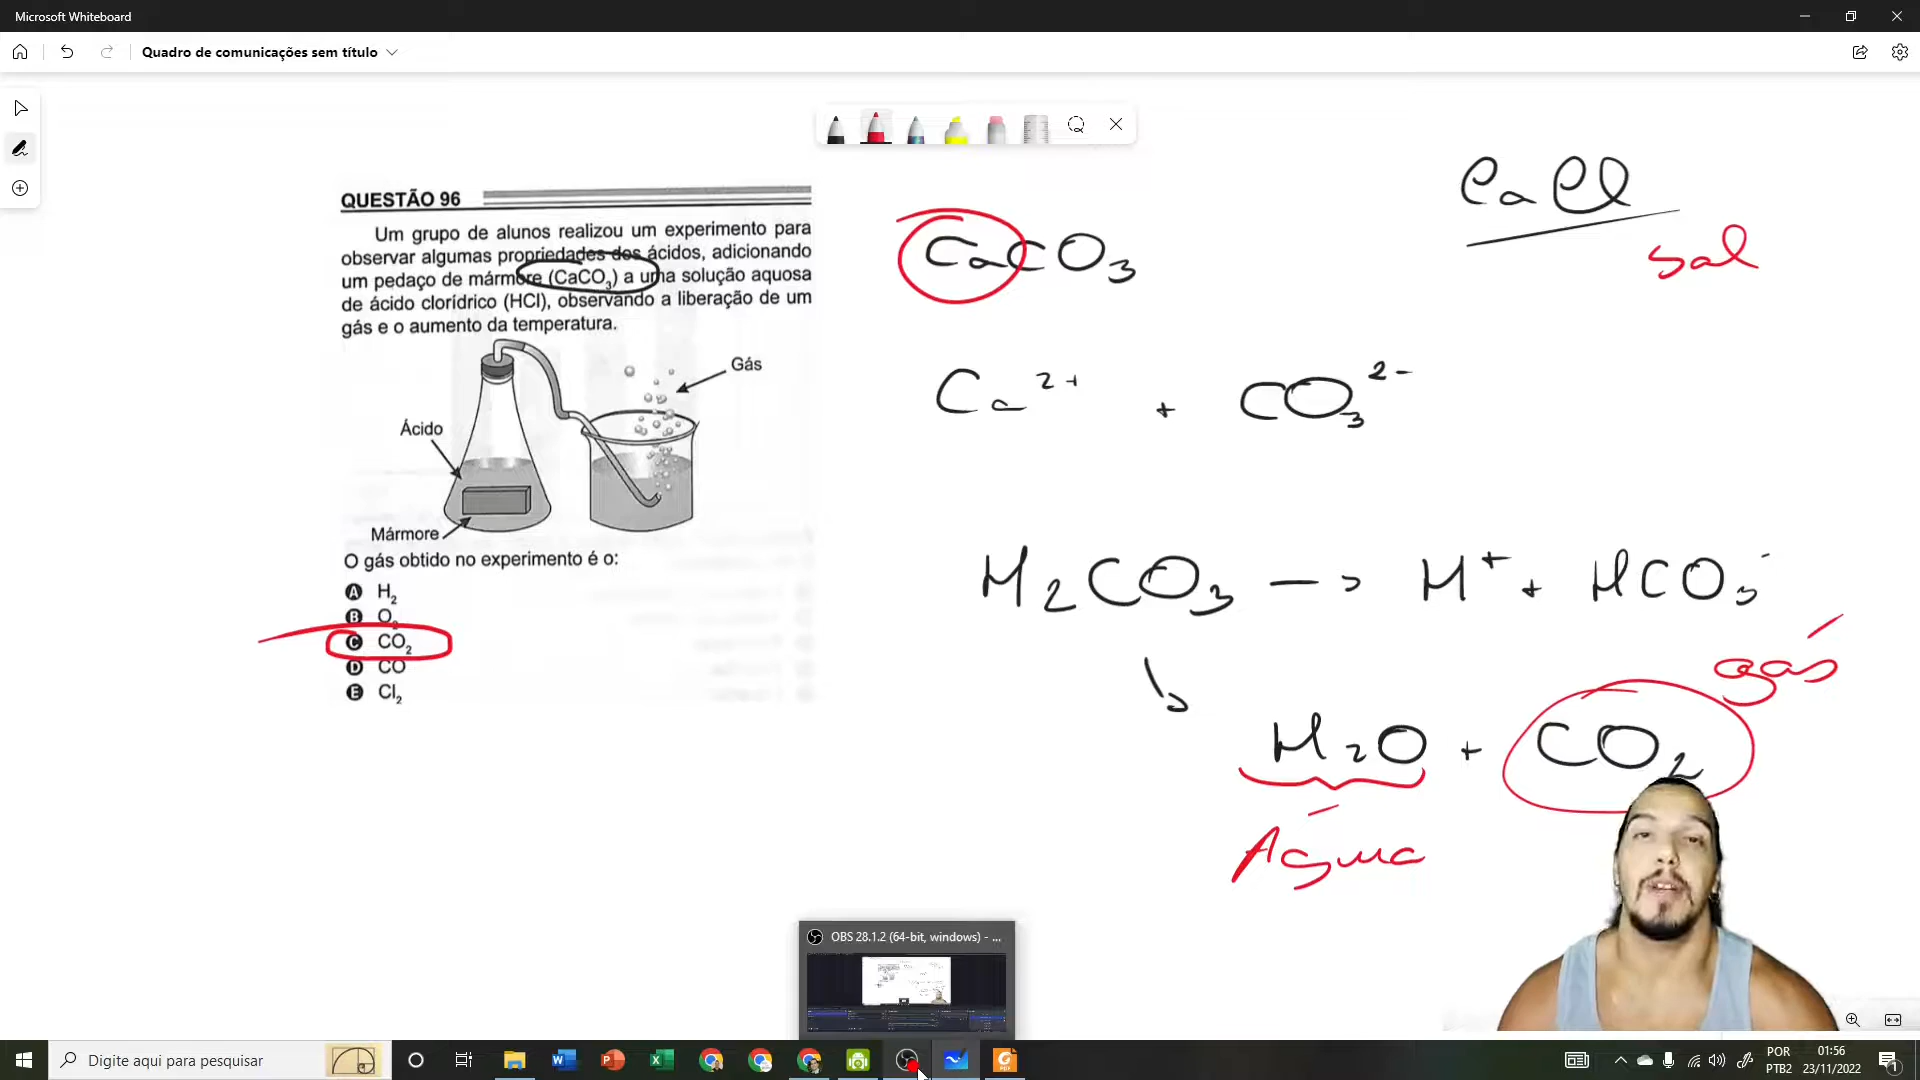 Microsoft Whiteboard
Quadro de comunicações sem título
QUESTÃO 96
Um grupo de alunos realizou um experimento para
observar algumas propriedades dos ácidos, adicionando
um pedaço de mármore (CaCO₃) a uma solução aquosa
de ácido clorídrico (HCl), observando a liberação de um
gás e o aumento da temperatura.
Gás
Ácido
Mármore
O gás obtido no experimento é o:
A H₂
B O₂
C CO₂
D CO
E Cl₂
CaCl
sal
CaCO₃
Ca²⁺ + CO₃²⁻
H₂CO₃ → H⁺ + HCO₃⁻
gás
H₂O + CO₂
Água
OBS 28.1.2 (64-bit, windows) - ...
Digite aqui para pesquisar
POR
PTB2
01:56
23/11/2022
1